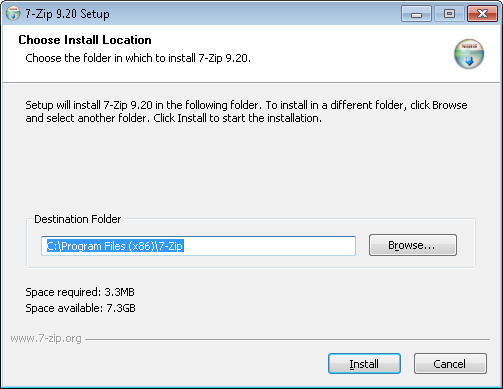 7-Zip 9.20 Setup
Choose Install Location
Choose the folder in which to install 7-Zip 9.20.
Setup will install 7-Zip 9.20 in the following folder. To install in a different folder, click Browse
and select another folder. Click Install to start the installation.
Destination Folder
C:\Program Files (x86)\7-Zip
Browse...
Space required: 3.3MB
Space available: 7.3GB
www.7-zip.org
Install
Cancel